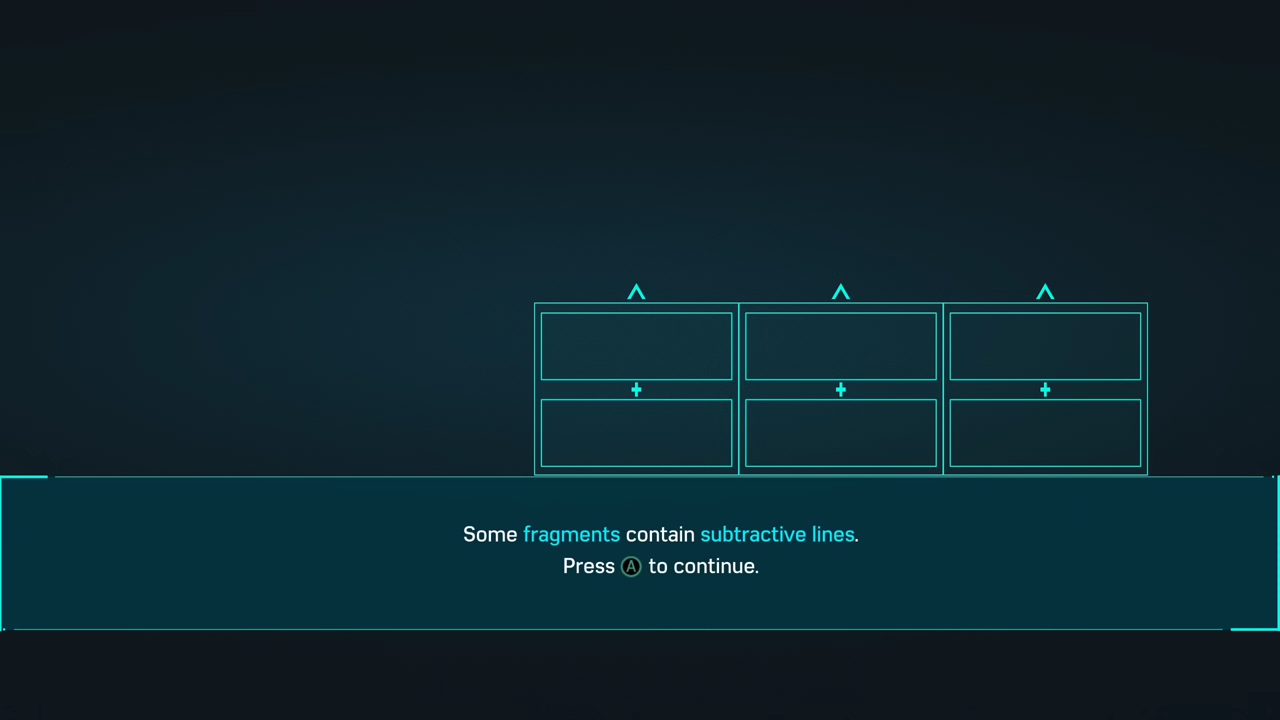 Some fragments contain subtractive lines.
Press A to continue.